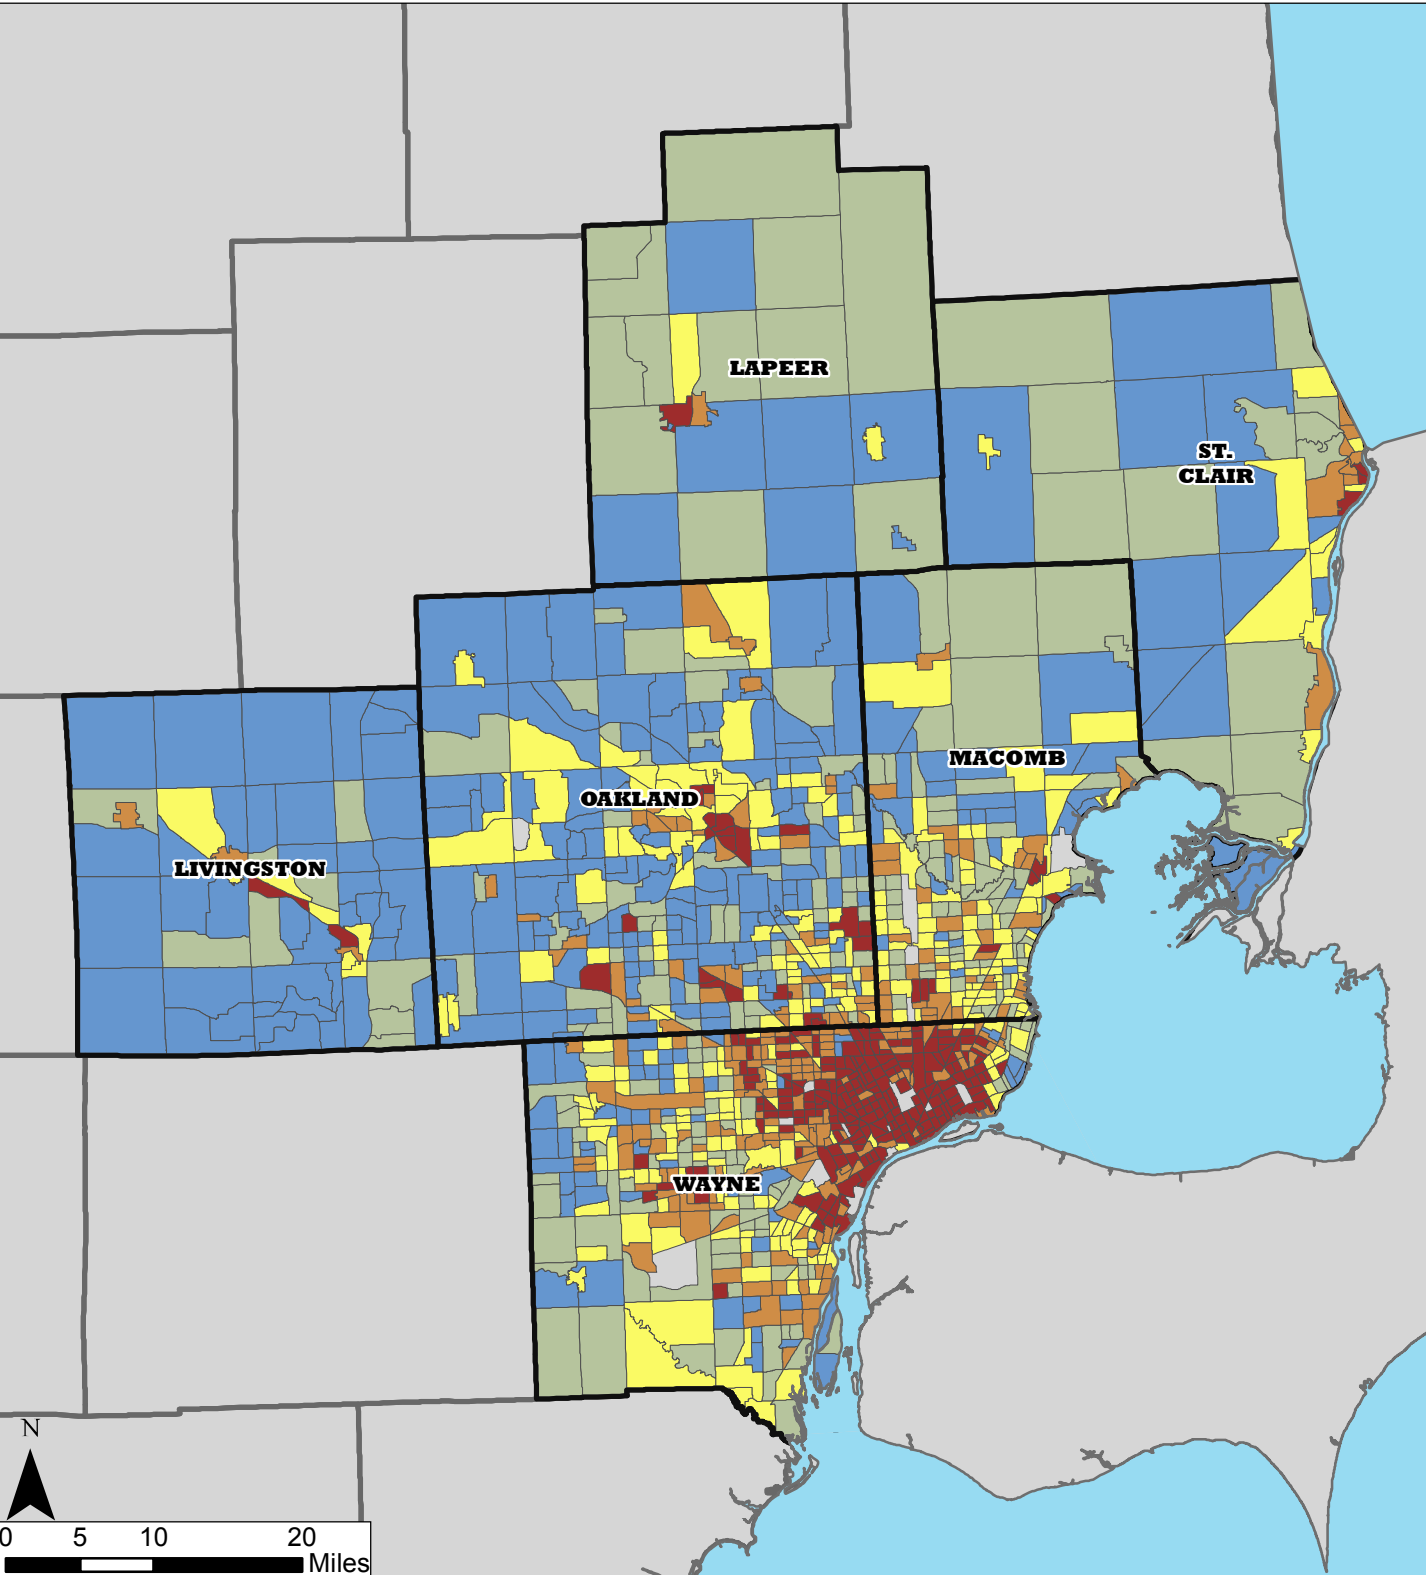 LAPEER
ST.
CLAIR
MACOMB
OAKLAND
LIVINGSTON
WAYNE
N
0 5 10 20
Miles